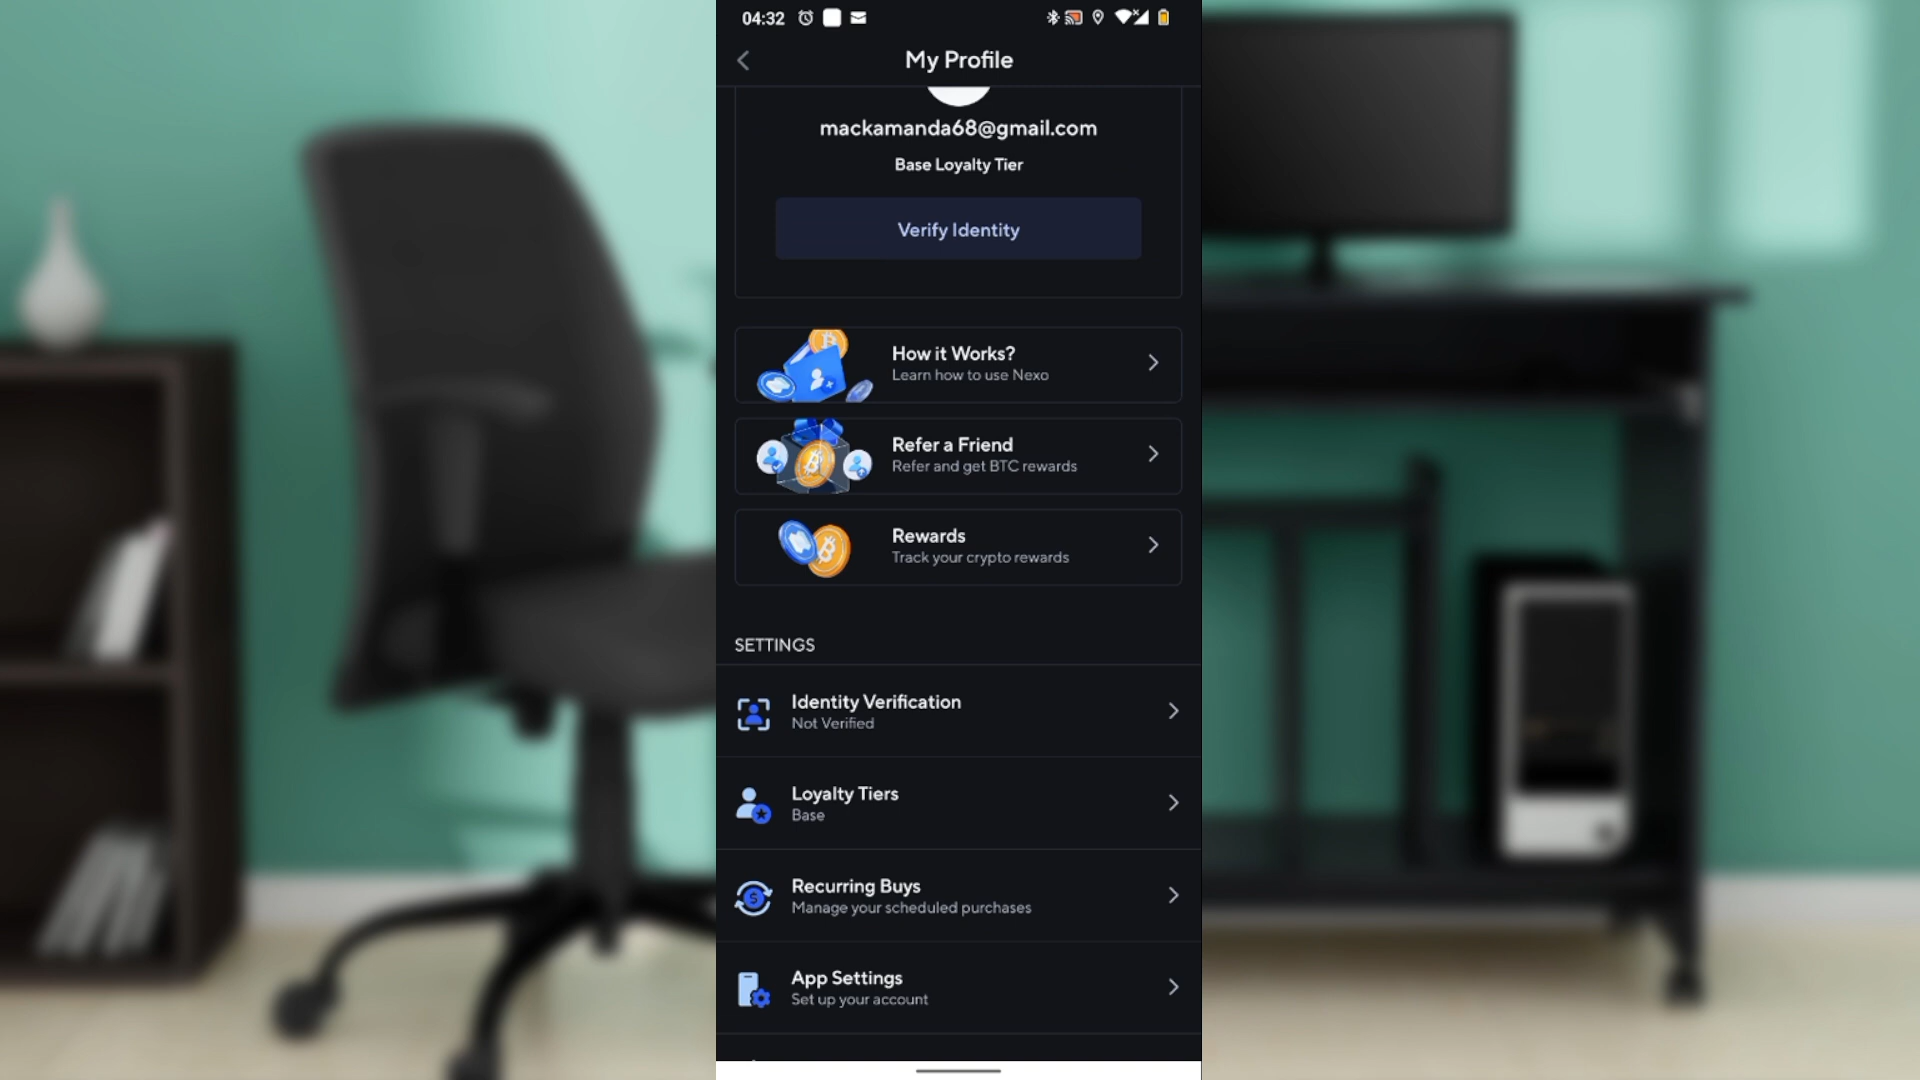 04:32
My Profile
mackamanda68@gmail.com
Base Loyalty Tier
Verify Identity
How it Works?
Learn how to use Nexo
Refer a Friend
Refer and get BTC rewards
Rewards
Track your crypto rewards
SETTINGS
Identity Verification
Not Verified
Loyalty Tiers
Base
Recurring Buys
Manage your scheduled purchases
App Settings
Set up your account